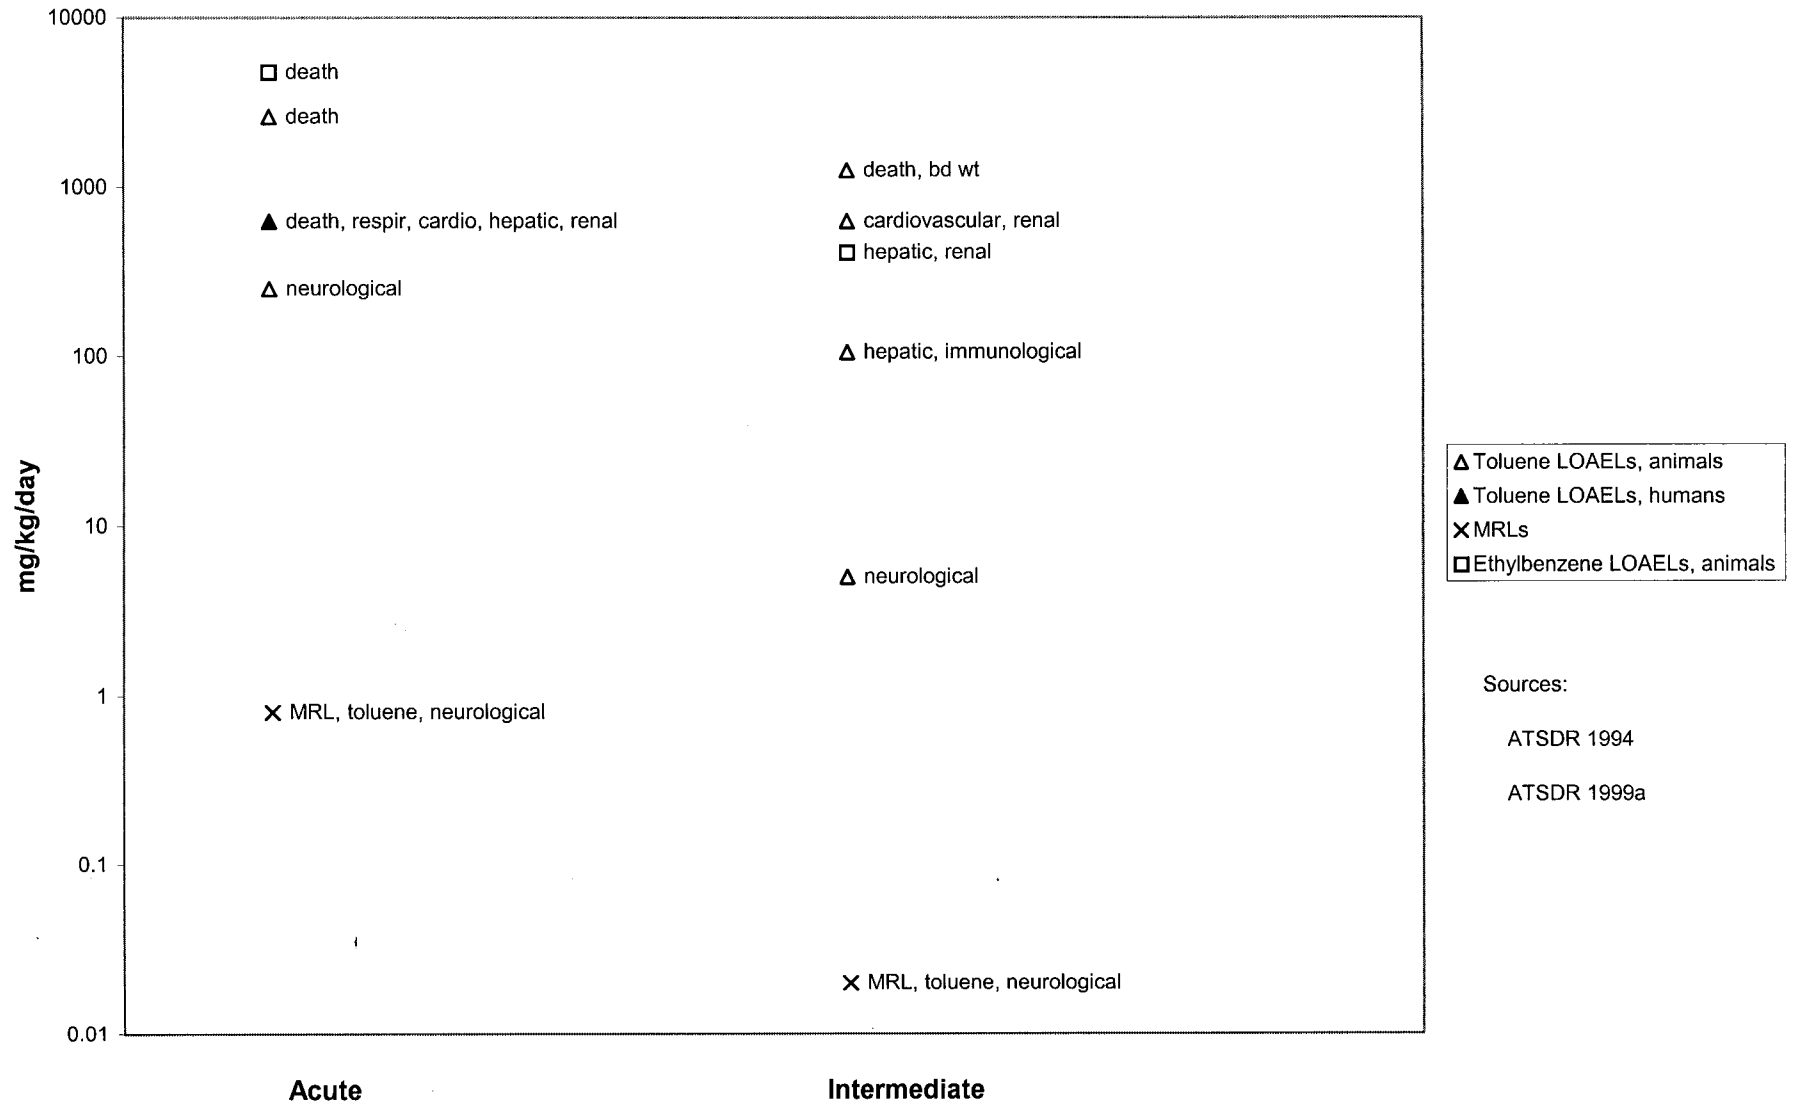 10000
death
death
death, bd wt
1000
death, respir, cardio, hepatic, renal
cardiovascular, renal
hepatic, renal
neurological
100
hepatic, immunological
mg/kg/day
Toluene LOAELs, animals
Toluene LOAELs, humans
MRLs
Ethylbenzene LOAELs, animals
10
neurological
1
MRL, toluene, neurological
Sources:
ATSDR 1994
ATSDR 1999a
0.1
MRL, toluene, neurological
0.01
Acute
Intermediate